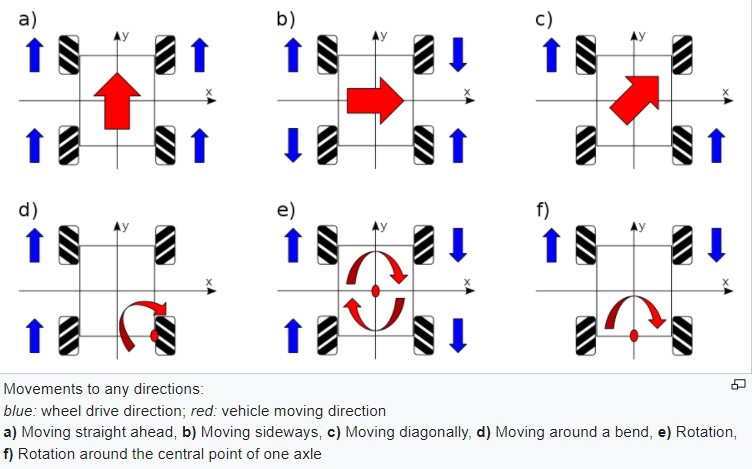 a) b) c)
y y y
x x x
d) e) f)
y y y
x x x
Movements to any directions:
blue: wheel drive direction; red: vehicle moving direction
a) Moving straight ahead, b) Moving sideways, c) Moving diagonally, d) Moving around a bend, e) Rotation,
f) Rotation around the central point of one axle